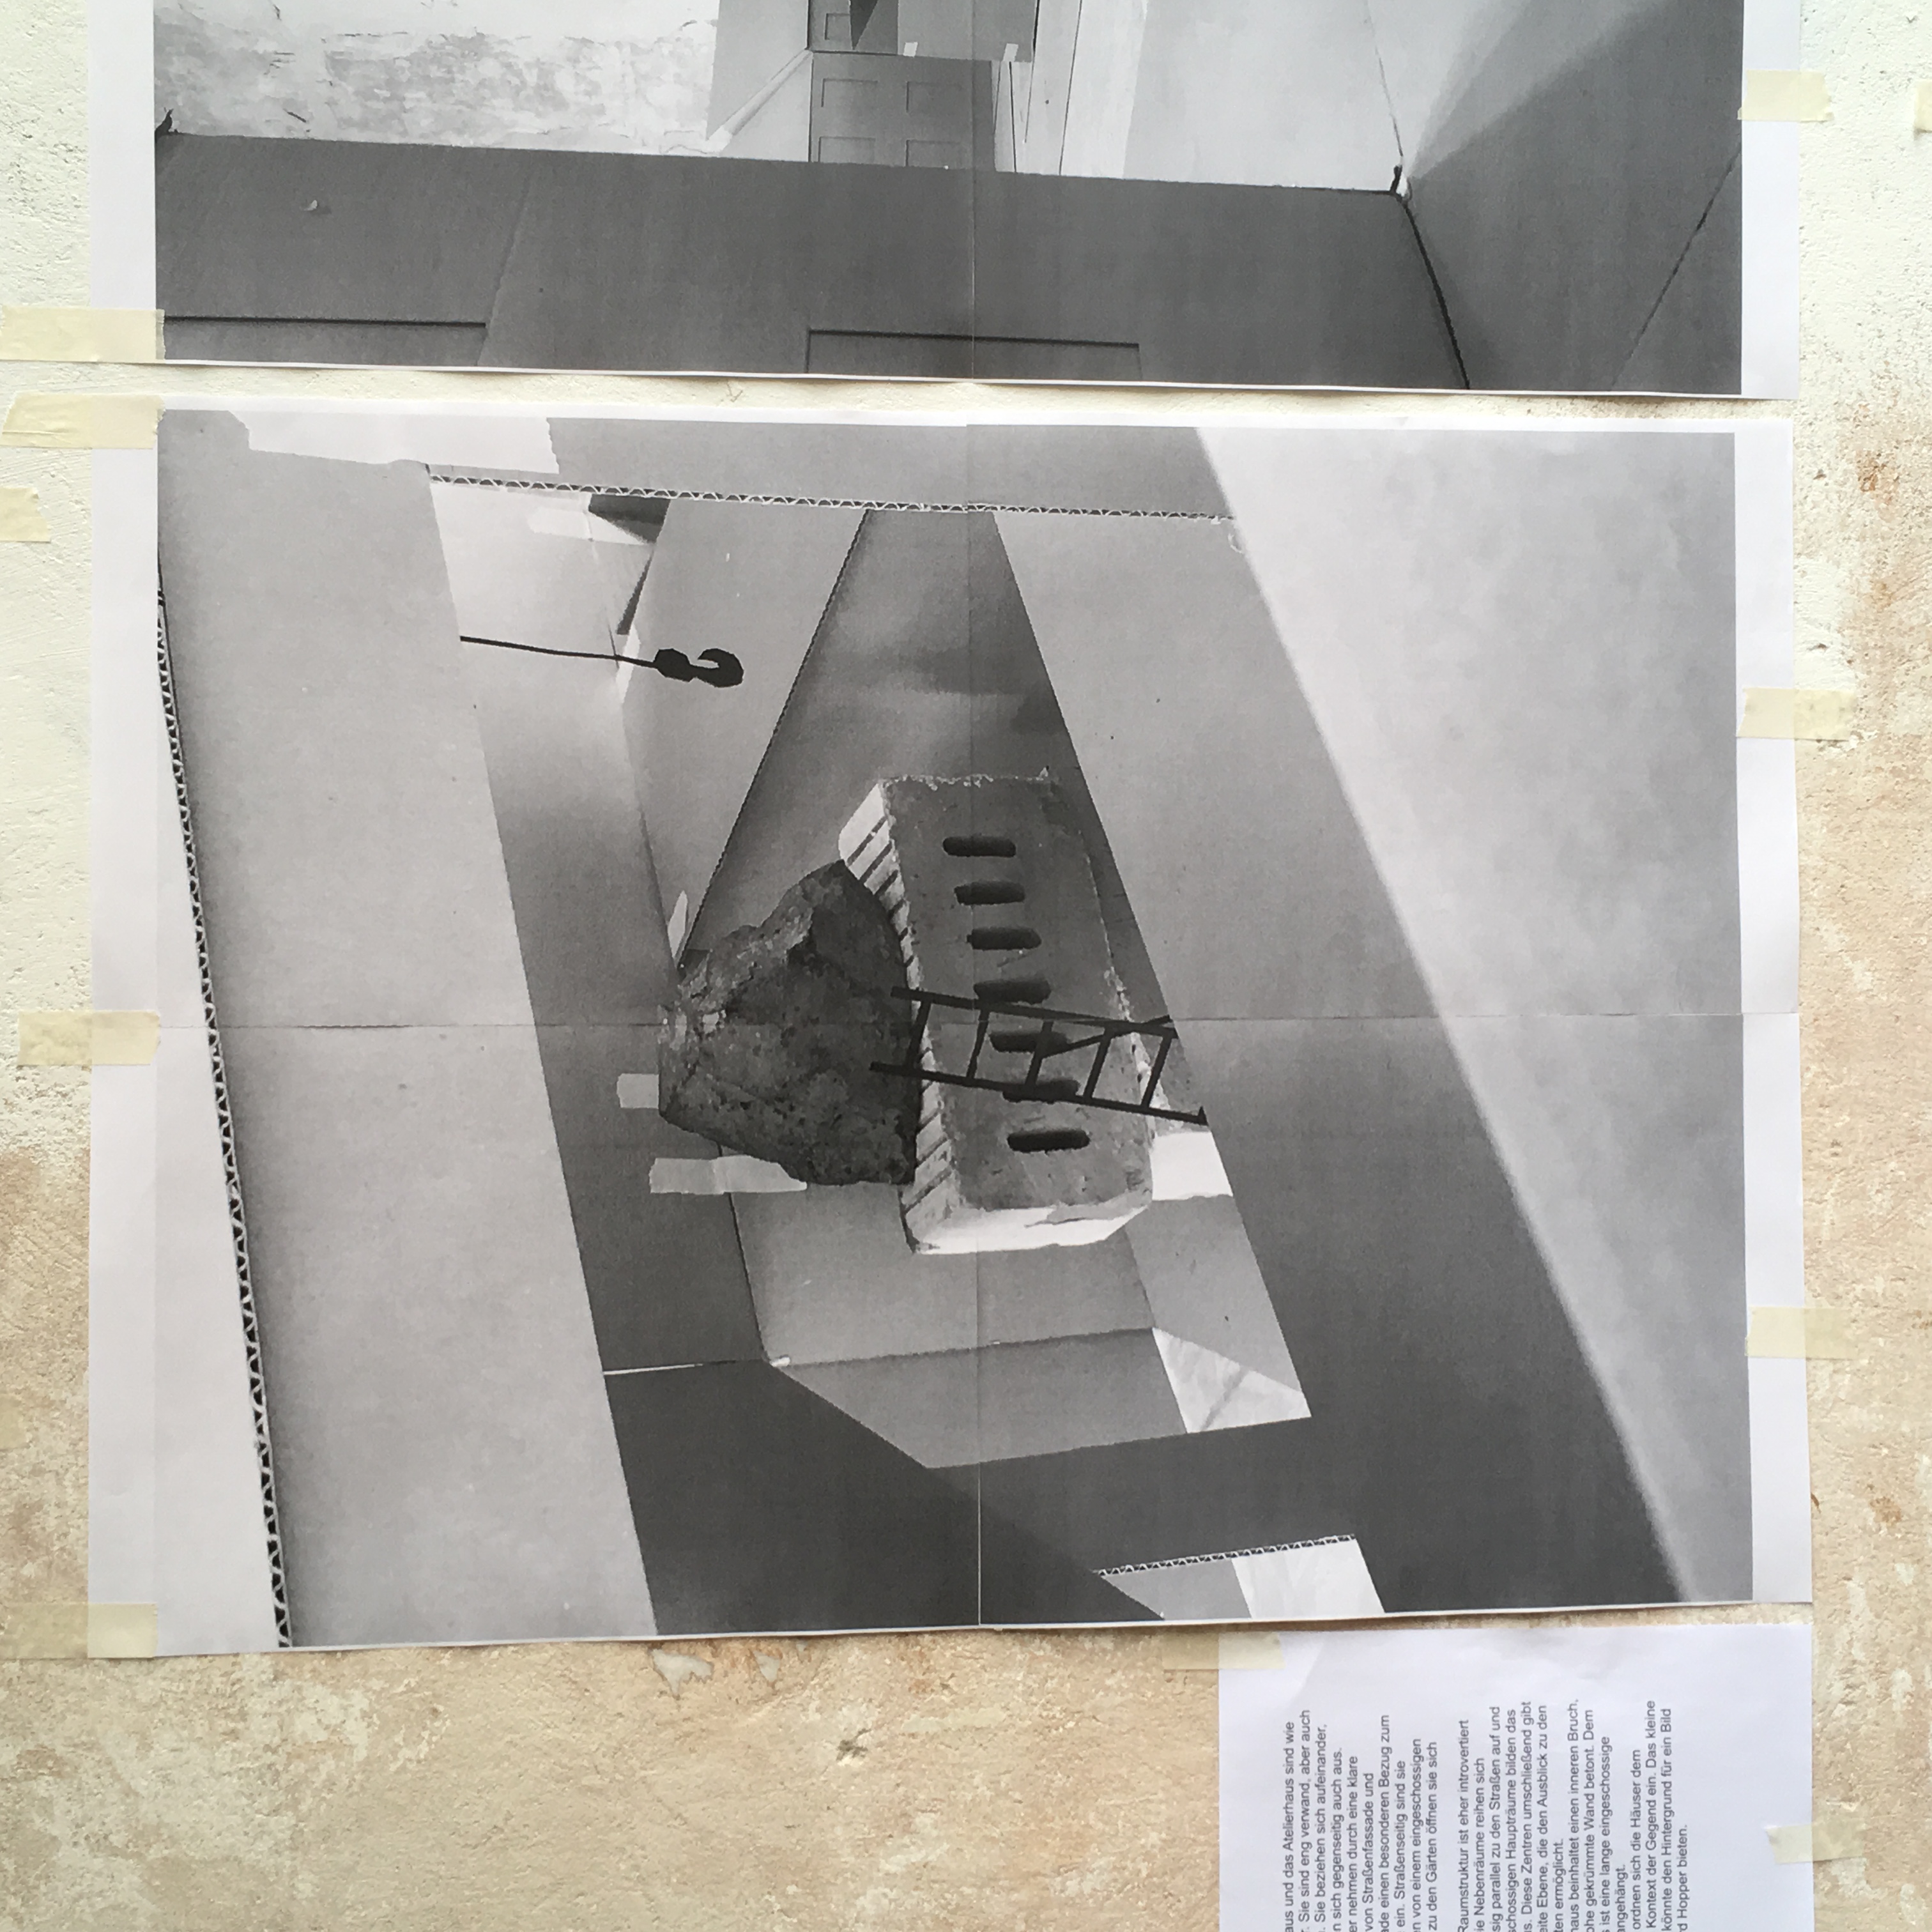 aus und das Atelierhaus sind wie
r. Sie sind eng verwand, aber auch
. Sie beziehen sich aufeinander,
n sich gegenseitig auch aus.
er nehmen durch eine klare
von Straßenfassade und
ade einen besonderen Bezug zum
ein. Straßenseitig sind sie
en von einem eingeschossigen
zu den Gärten öffnen sie sich
Raumstruktur ist eher introvertiert
ie Nebenräume reihen sich
sig parallel zu den Straßen auf und
schossigen Haupträume bilden das
s. Diese Zentren umschließend gibt
eite Ebene, die den Ausblick zu den
ten ermöglicht.
haus beinhaltet einen inneren Bruch,
ohe gekrümmte Wand betont. Dem
s ist eine lange eingeschossige
angehängt.
ordnen sich die Häuser dem
Kontext der Gegend ein. Das kleine
könnte den Hintergrund für ein Bild
rd Hopper bieten.